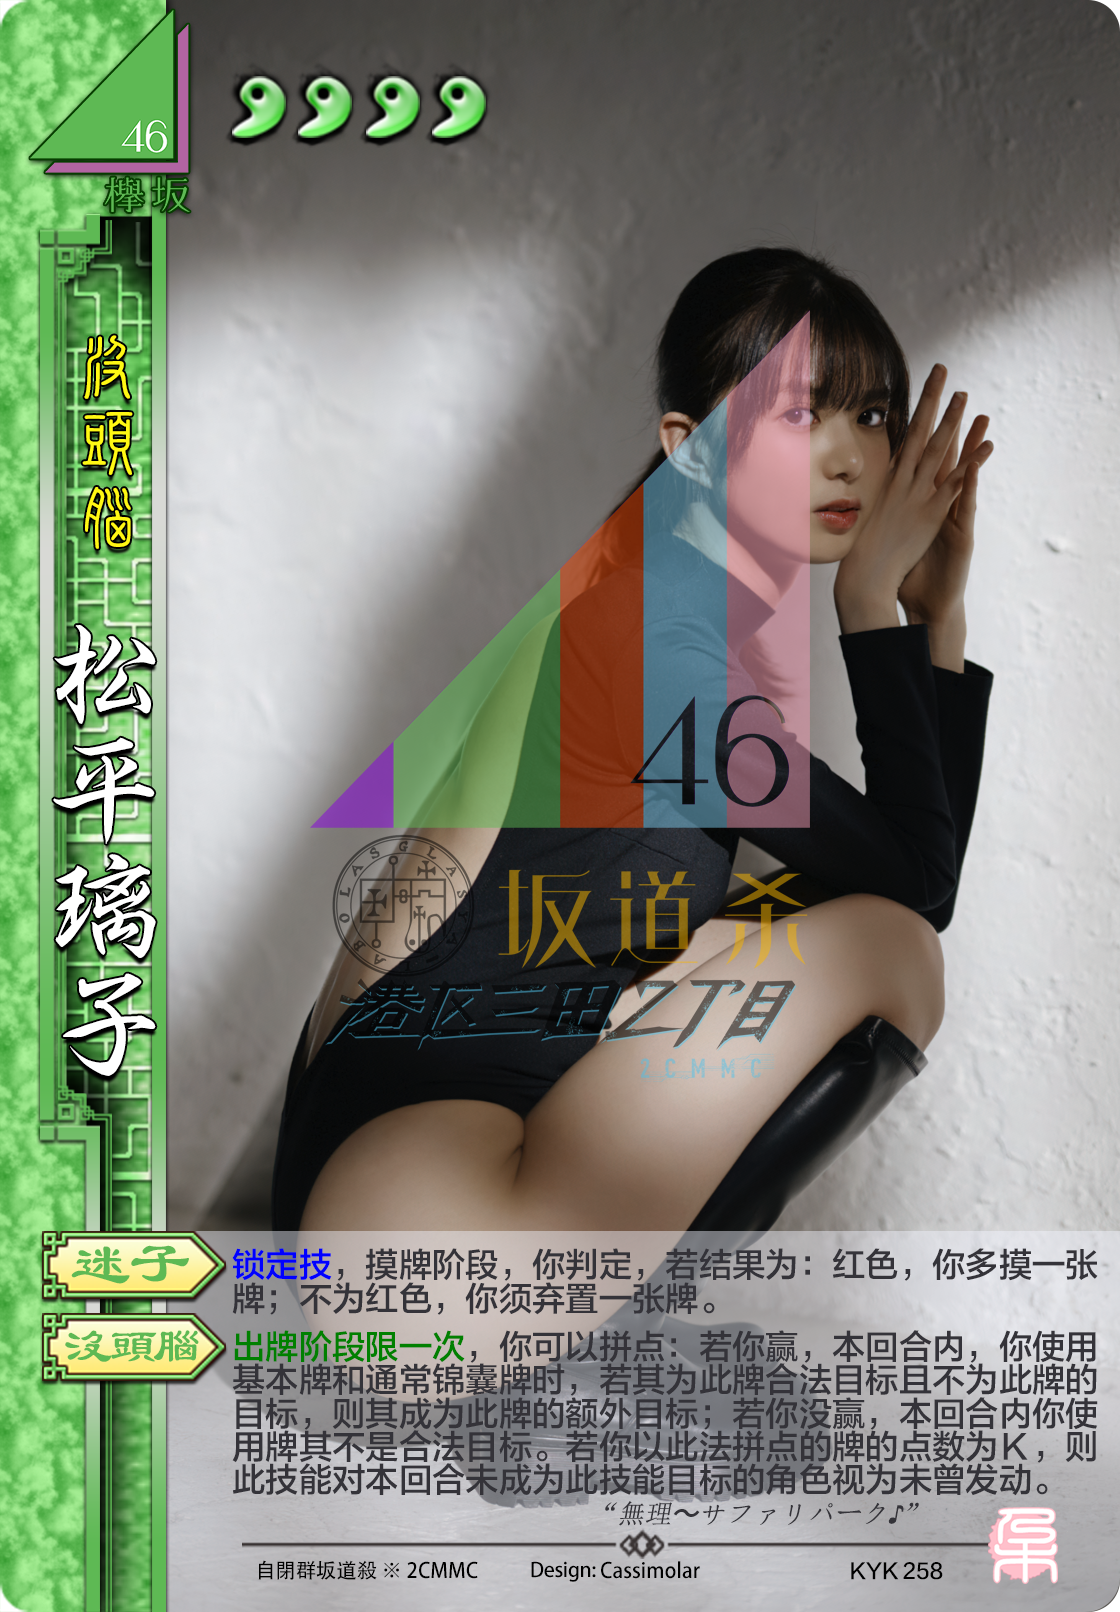 46
欅坂
没頭腦
松平璃子
46
ABOLAS GLASYA
坂道杀
港区三田2丁目
2CMMC
迷子
锁定技，摸牌阶段，你判定，若结果为：红色，你多摸一张
牌；不为红色，你须弃置一张牌。
没頭腦
出牌阶段限一次，你可以拼点：若你赢，本回合内，你使用
基本牌和通常锦囊牌时，若其为此牌合法目标且不为此牌的
目标，则其成为此牌的额外目标；若你没赢，本回合内你使
用牌其不是合法目标。若你以此法拼点的牌的点数为K，则
此技能对本回合未成为此技能目标的角色视为未曾发动。
“無理〜サファリパーク♪”
自閉群坂道殺 ※ 2CMMC Design: Cassimolar KYK 258